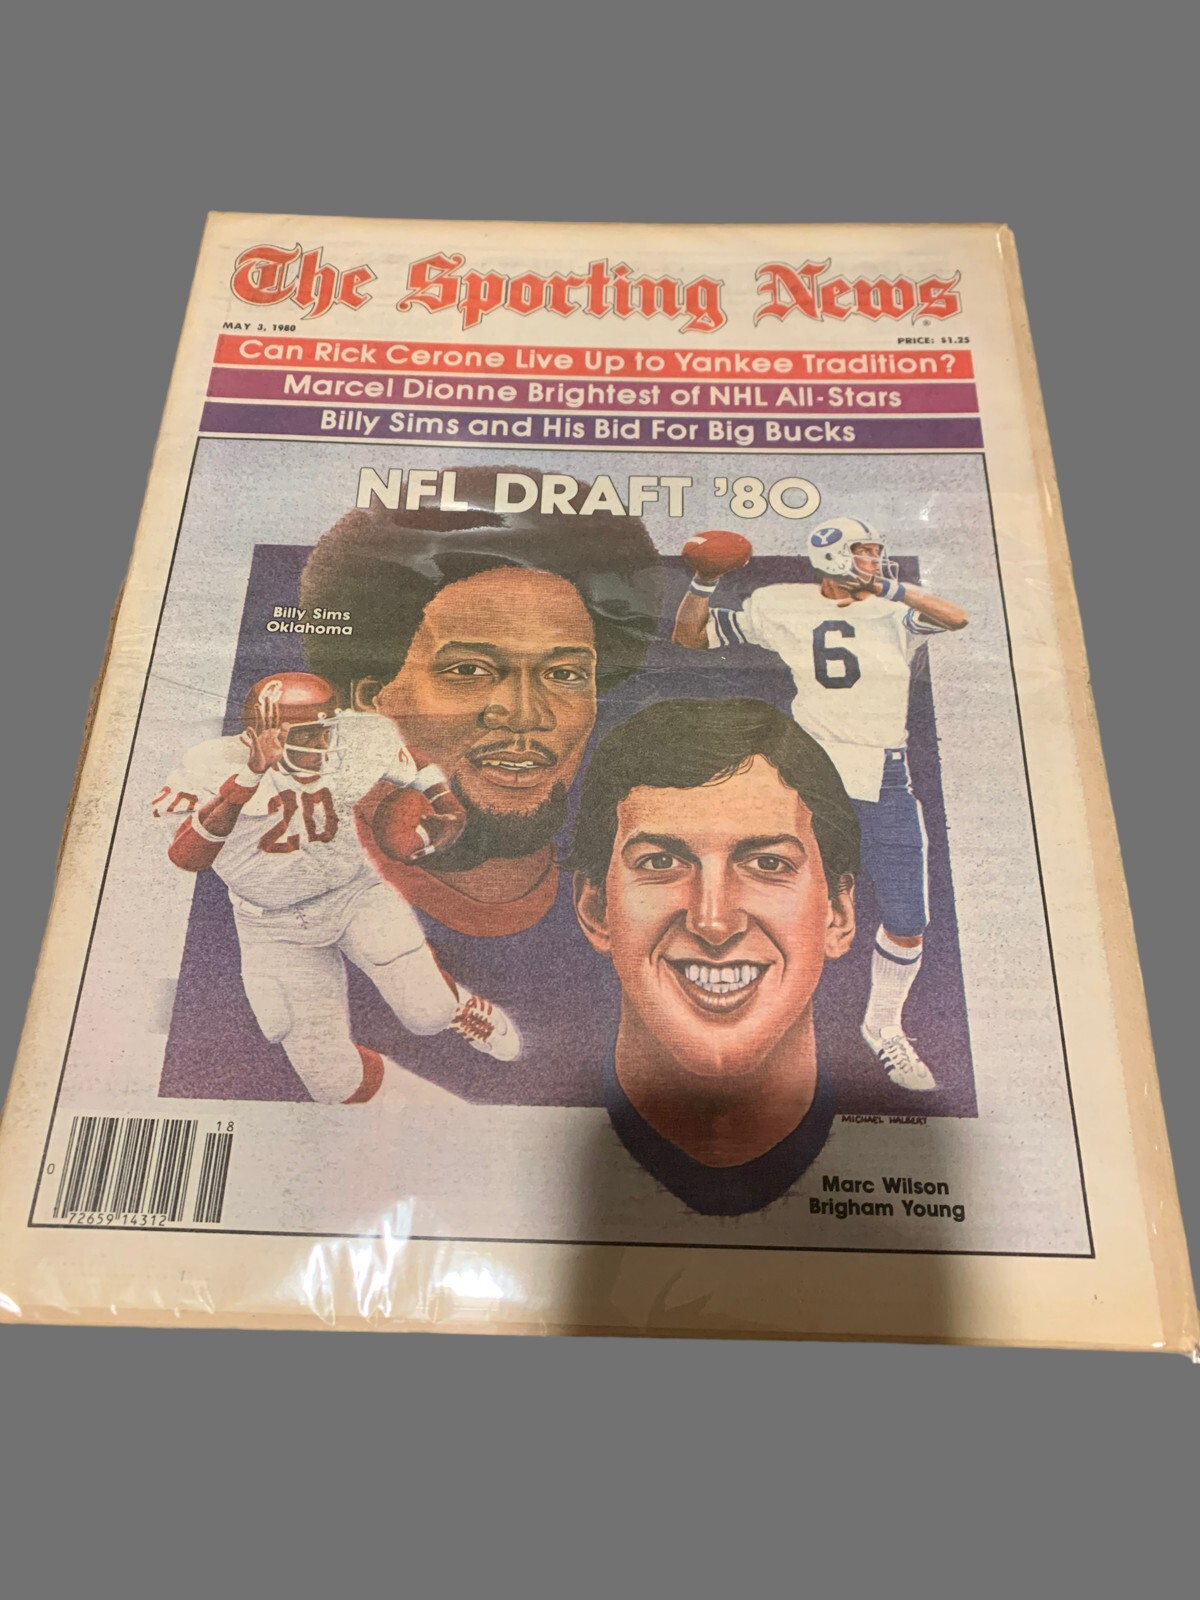 The Sporting News
MAY 3, 1980
PRICE: $1.25
Can Rick Cerone Live Up to Yankee Tradition?
Marcel Dionne Brightest of NHL All-Stars
Billy Sims and His Bid For Big Bucks
NFL DRAFT '80
Billy Sims
Oklahoma
Y
6
20
20
MICHAEL HALBERT
Marc Wilson
Brigham Young
18
0 72659 14312